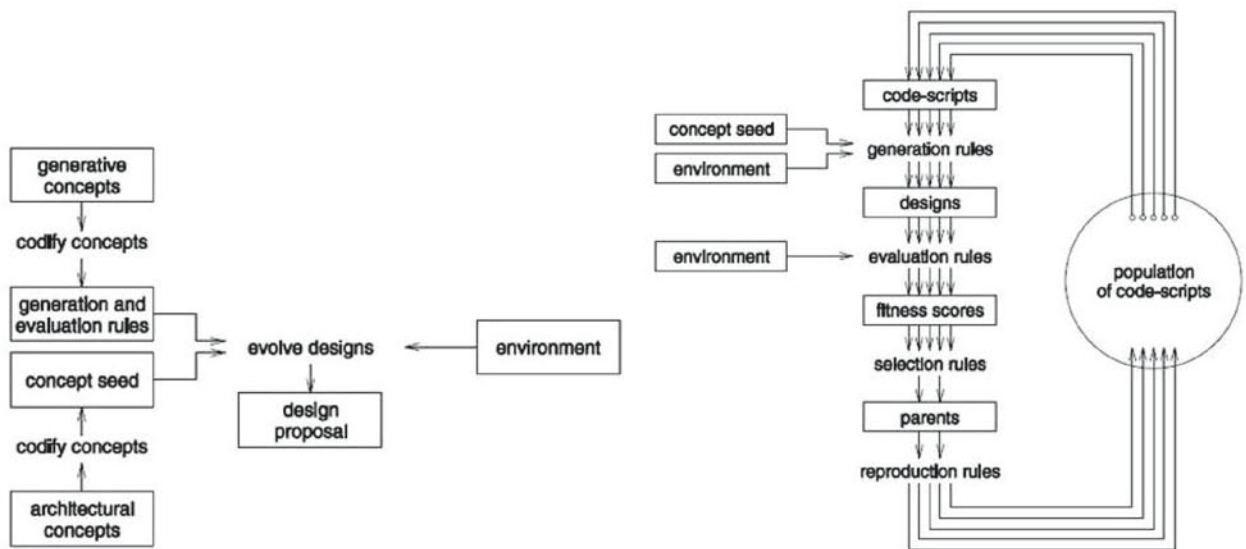 generative
concepts
codify concepts
generation and
evaluation rules
concept seed
codify concepts
architectural
concepts
evolve designs
design
proposal
environment
code-scripts
concept seed
generation rules
environment
designs
environment
evaluation rules
fitness scores
selection rules
parents
reproduction rules
population
of code-scripts